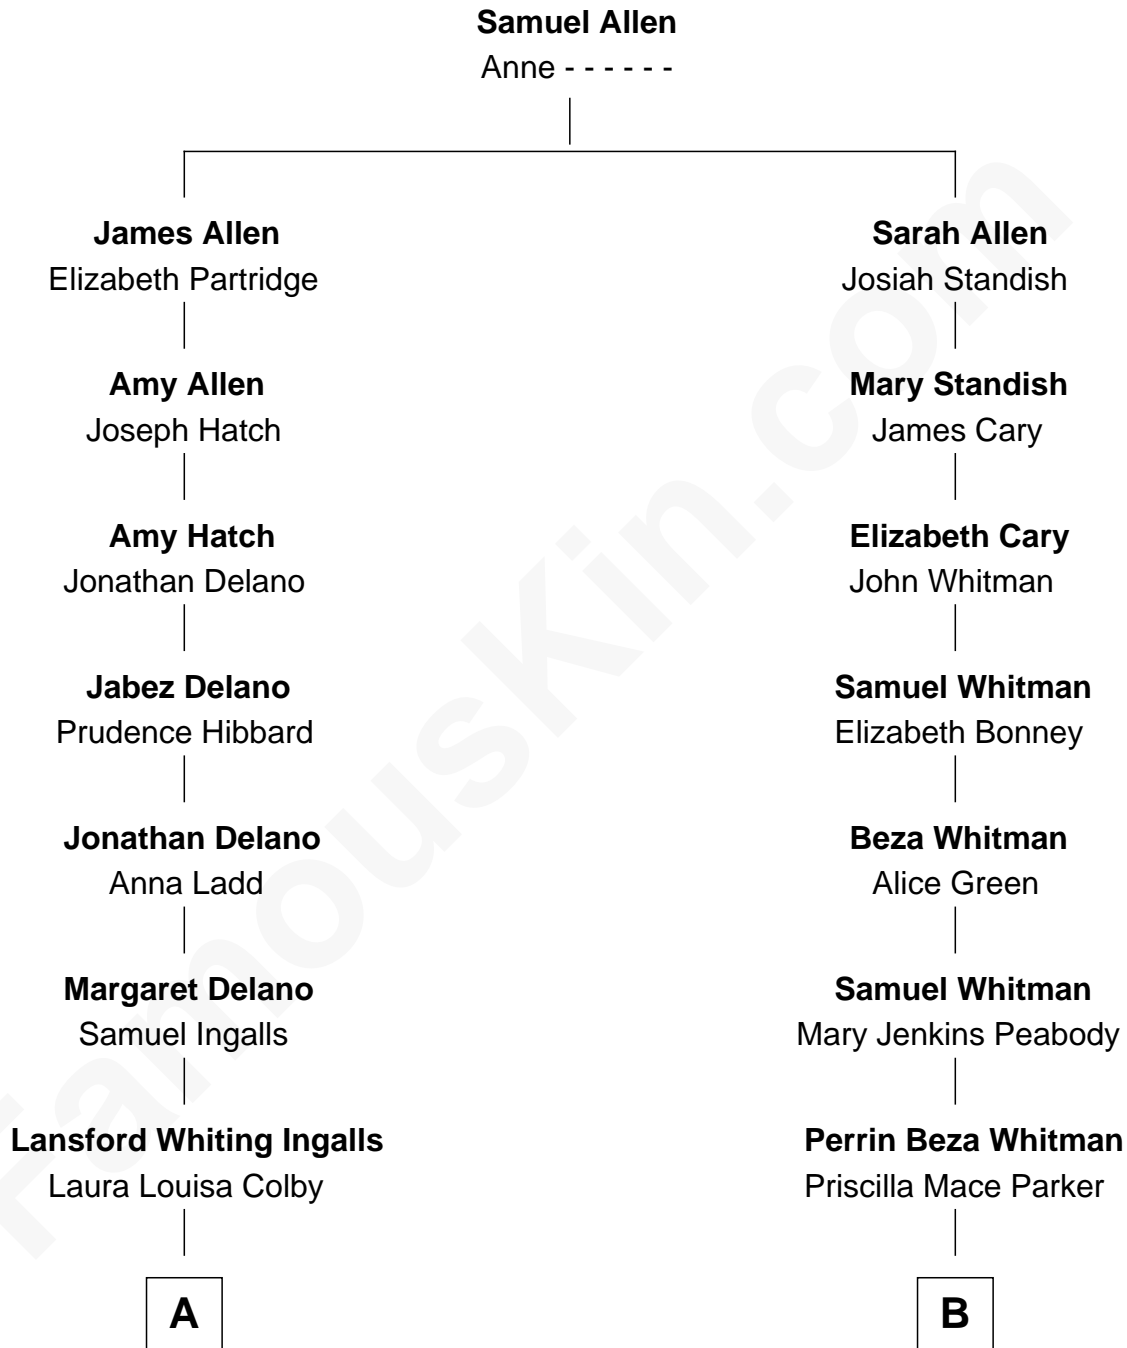 Samuel Allen
Anne - - - - - -
James Allen
Elizabeth Partridge
Sarah Allen
Josiah Standish
Amy Allen
Joseph Hatch
Mary Standish
James Cary
Amy Hatch
Jonathan Delano
Elizabeth Cary
John Whitman
Jabez Delano
Prudence Hibbard
Samuel Whitman
Elizabeth Bonney
Jonathan Delano
Anna Ladd
Beza Whitman
Alice Green
Margaret Delano
Samuel Ingalls
Samuel Whitman
Mary Jenkins Peabody
Lansford Whiting Ingalls
Laura Louisa Colby
Perrin Beza Whitman
Priscilla Mace Parker
A
B
FamousKin.com